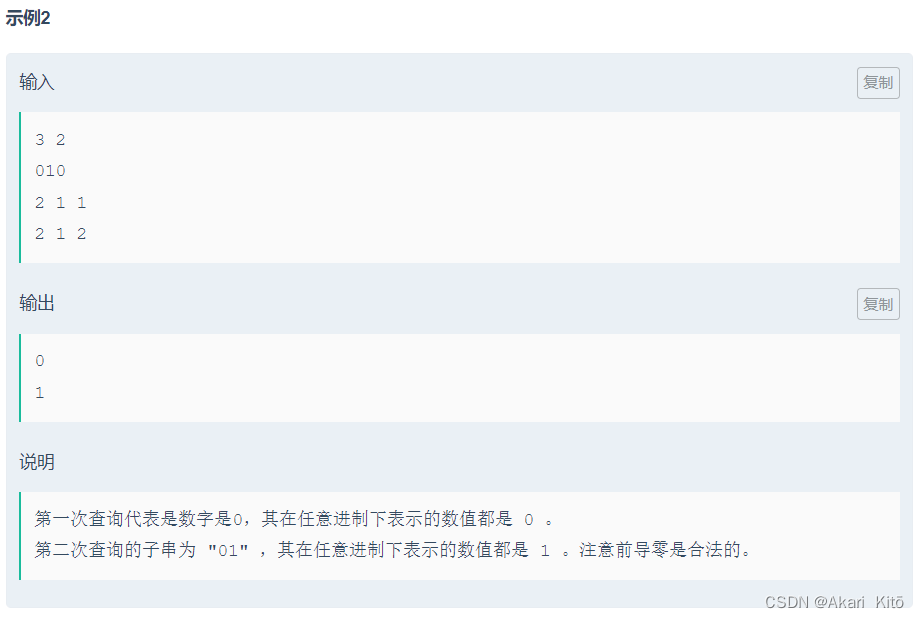 示例2
输入
复制
3 2
010
2 1 1
2 1 2
输出
复制
0
1
说明
第一次查询代表是数字是0，其在任意进制下表示的数值都是 0 。
第二次查询的子串为 "01" ，其在任意进制下表示的数值都是 1 。注意前导零是合法的。
CSDN @Akari_Kitō